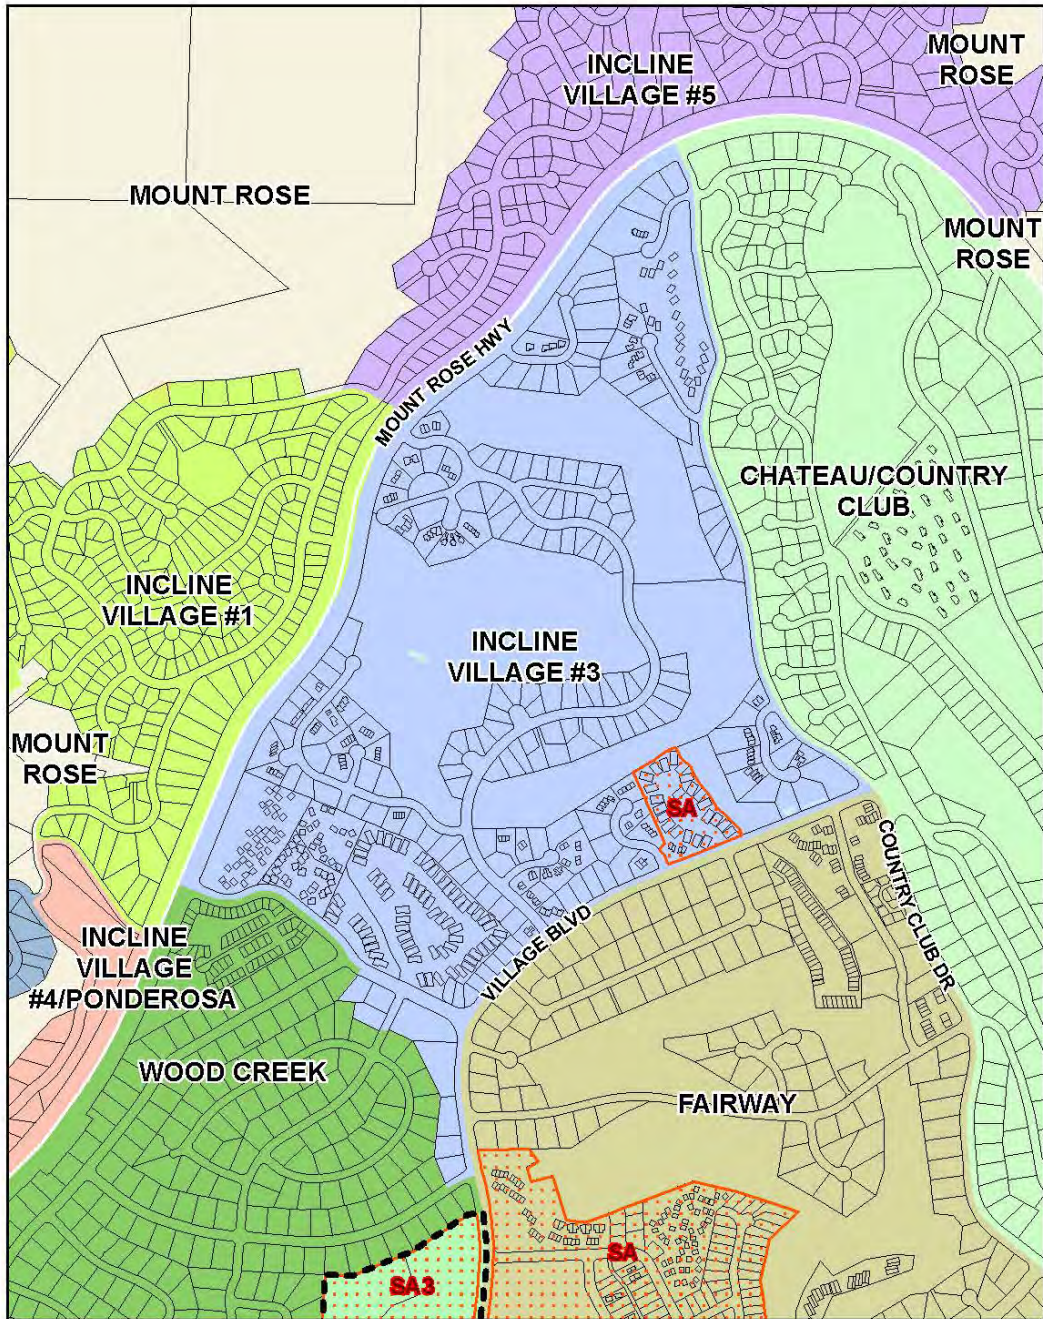 INCLINE
VILLAGE #5
MOUNT
ROSE
MOUNT ROSE
MOUNT
ROSE
MOUNT ROSE HWY
CHATEAU/COUNTRY
CLUB
INCLINE
VILLAGE #1
INCLINE
VILLAGE #3
MOUNT
ROSE
SA
COUNTRY CLUB DR
VILLAGE BLVD
INCLINE
VILLAGE
#4/PONDEROSA
WOOD CREEK
FAIRWAY
SA
SA3